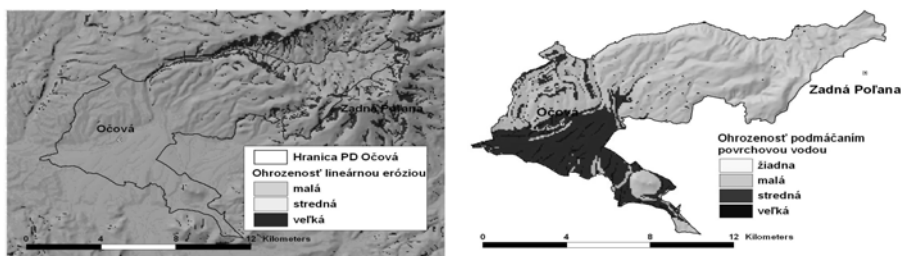 Zadná Poľana
Očová
Hranica PD Očová
Ohrozenosť lineárnou eróziou
malá
stredná
veľká
0 4 8 12 Kilometers
Zadná Poľana
Očová
Ohrozenosť podmáčaním
povrchovou vodou
žiadna
malá
stredná
veľká
0 4 8 12 Kilometers